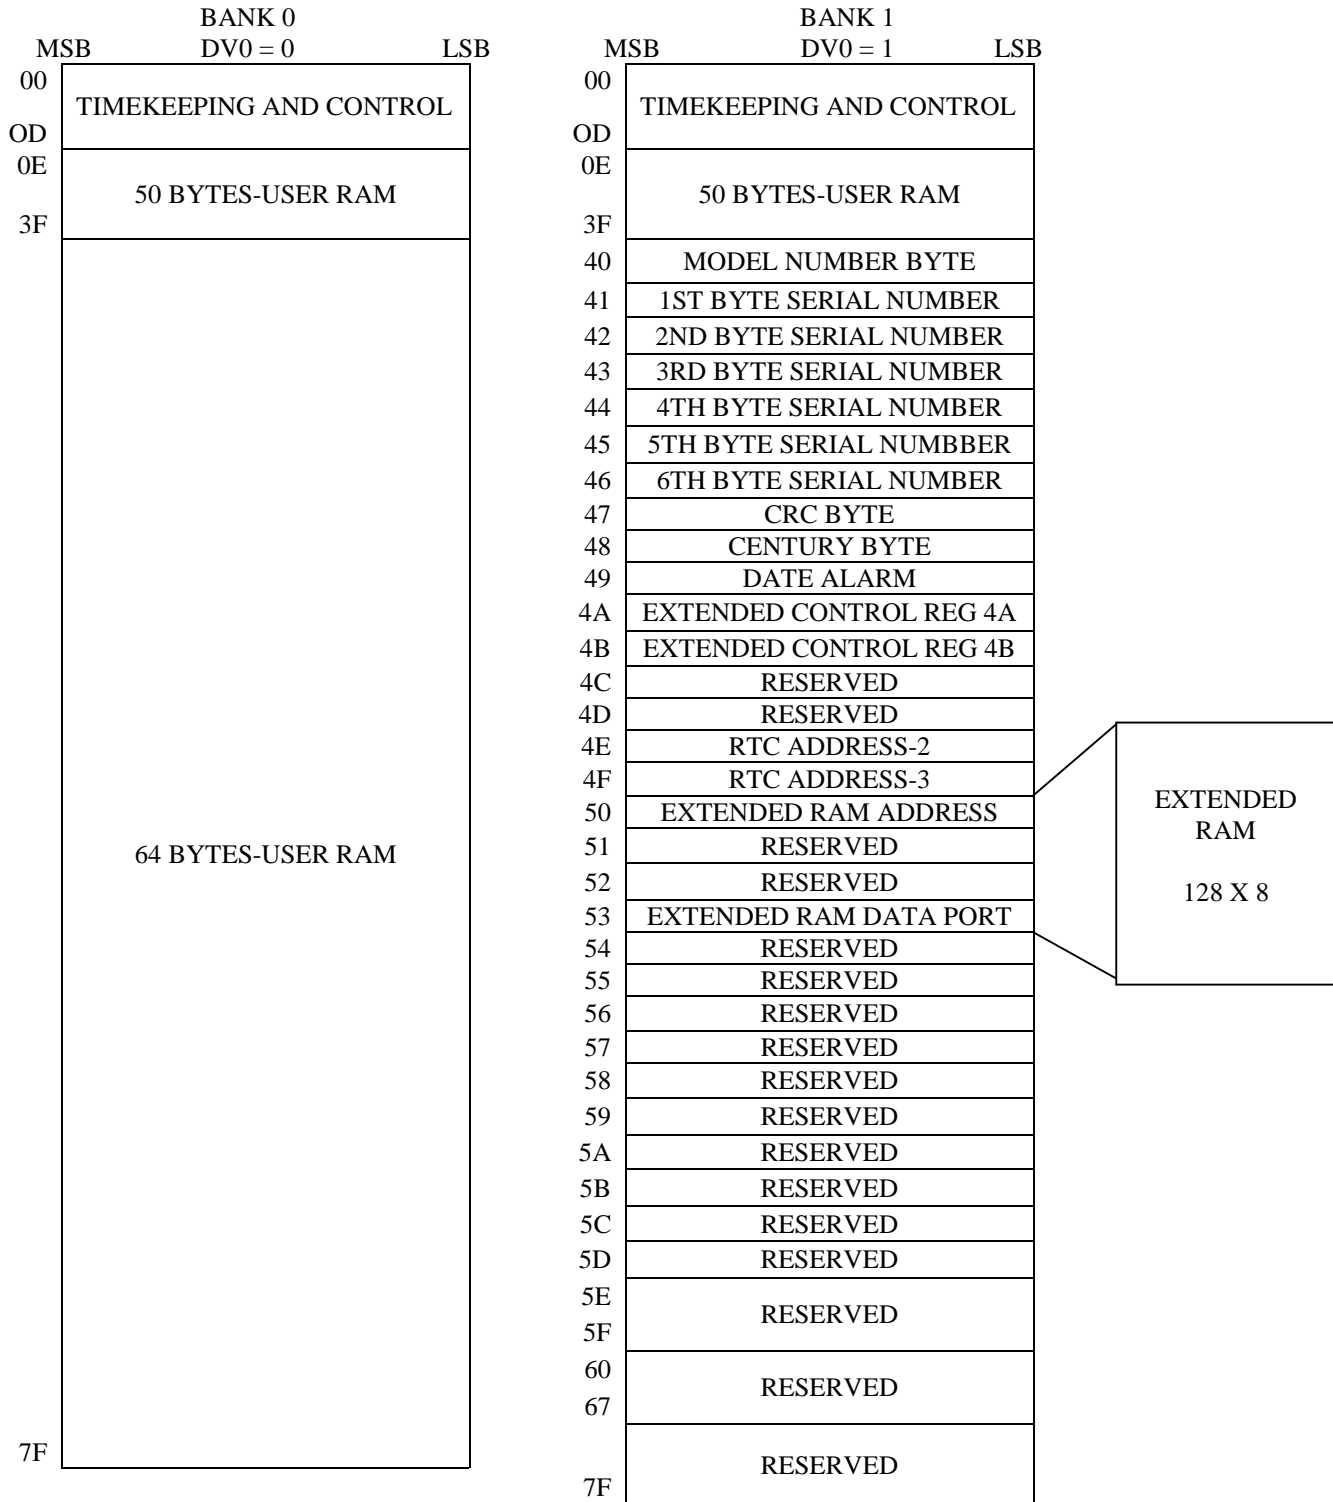 BANK 0
MSB DV0 = 0 LSB
00
TIMEKEEPING AND CONTROL
OD
0E
50 BYTES-USER RAM
3F
64 BYTES-USER RAM
7F
BANK 1
MSB DV0 = 1 LSB
00
TIMEKEEPING AND CONTROL
OD
0E
50 BYTES-USER RAM
3F
40 MODEL NUMBER BYTE
41 1ST BYTE SERIAL NUMBER
42 2ND BYTE SERIAL NUMBER
43 3RD BYTE SERIAL NUMBER
44 4TH BYTE SERIAL NUMBER
45 5TH BYTE SERIAL NUMBBER
46 6TH BYTE SERIAL NUMBER
47 CRC BYTE
48 CENTURY BYTE
49 DATE ALARM
4A EXTENDED CONTROL REG 4A
4B EXTENDED CONTROL REG 4B
4C RESERVED
4D RESERVED
4E RTC ADDRESS-2
4F RTC ADDRESS-3
50 EXTENDED RAM ADDRESS
51 RESERVED
52 RESERVED
53 EXTENDED RAM DATA PORT
54 RESERVED
55 RESERVED
56 RESERVED
57 RESERVED
58 RESERVED
59 RESERVED
5A RESERVED
5B RESERVED
5C RESERVED
5D RESERVED
5E
RESERVED
5F
60
RESERVED
67
RESERVED
7F
EXTENDED
RAM
128 X 8